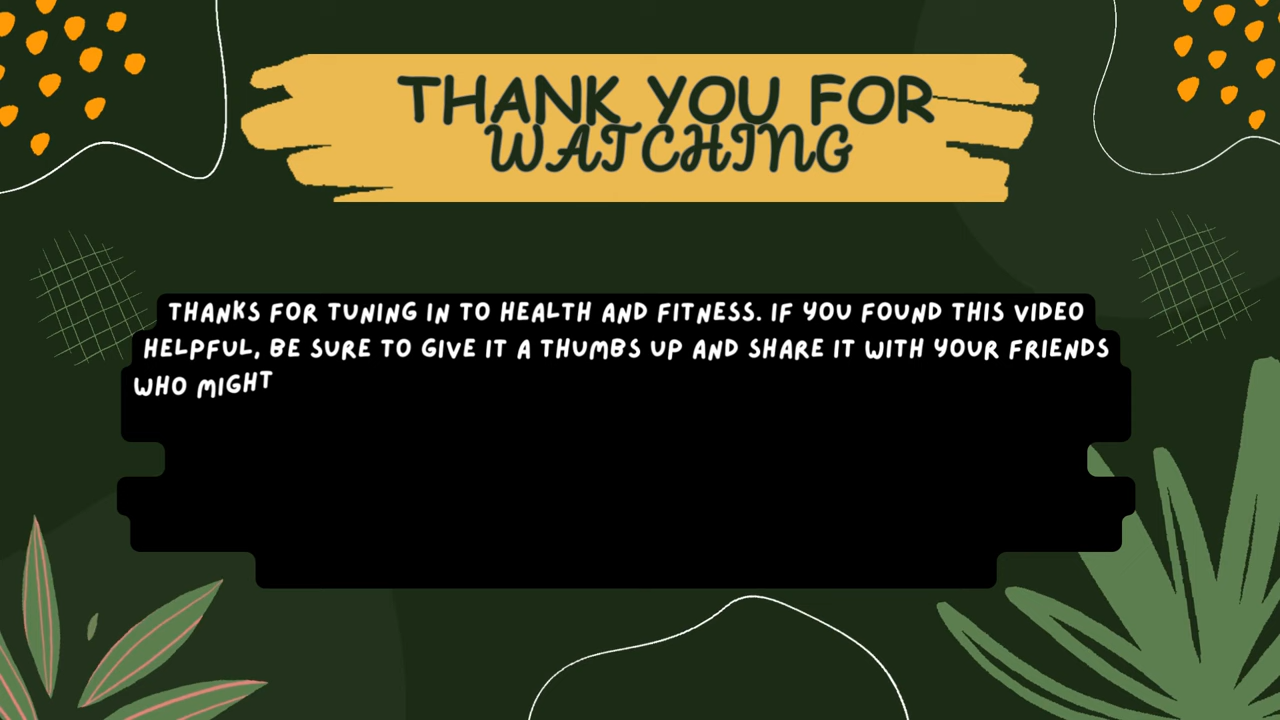 THANK YOU FOR
WATCHING
THANKS FOR TUNING IN TO HEALTH AND FITNESS. IF YOU FOUND THIS VIDEO
HELPFUL, BE SURE TO GIVE IT A THUMBS UP AND SHARE IT WITH YOUR FRIENDS
WHO MIGHT